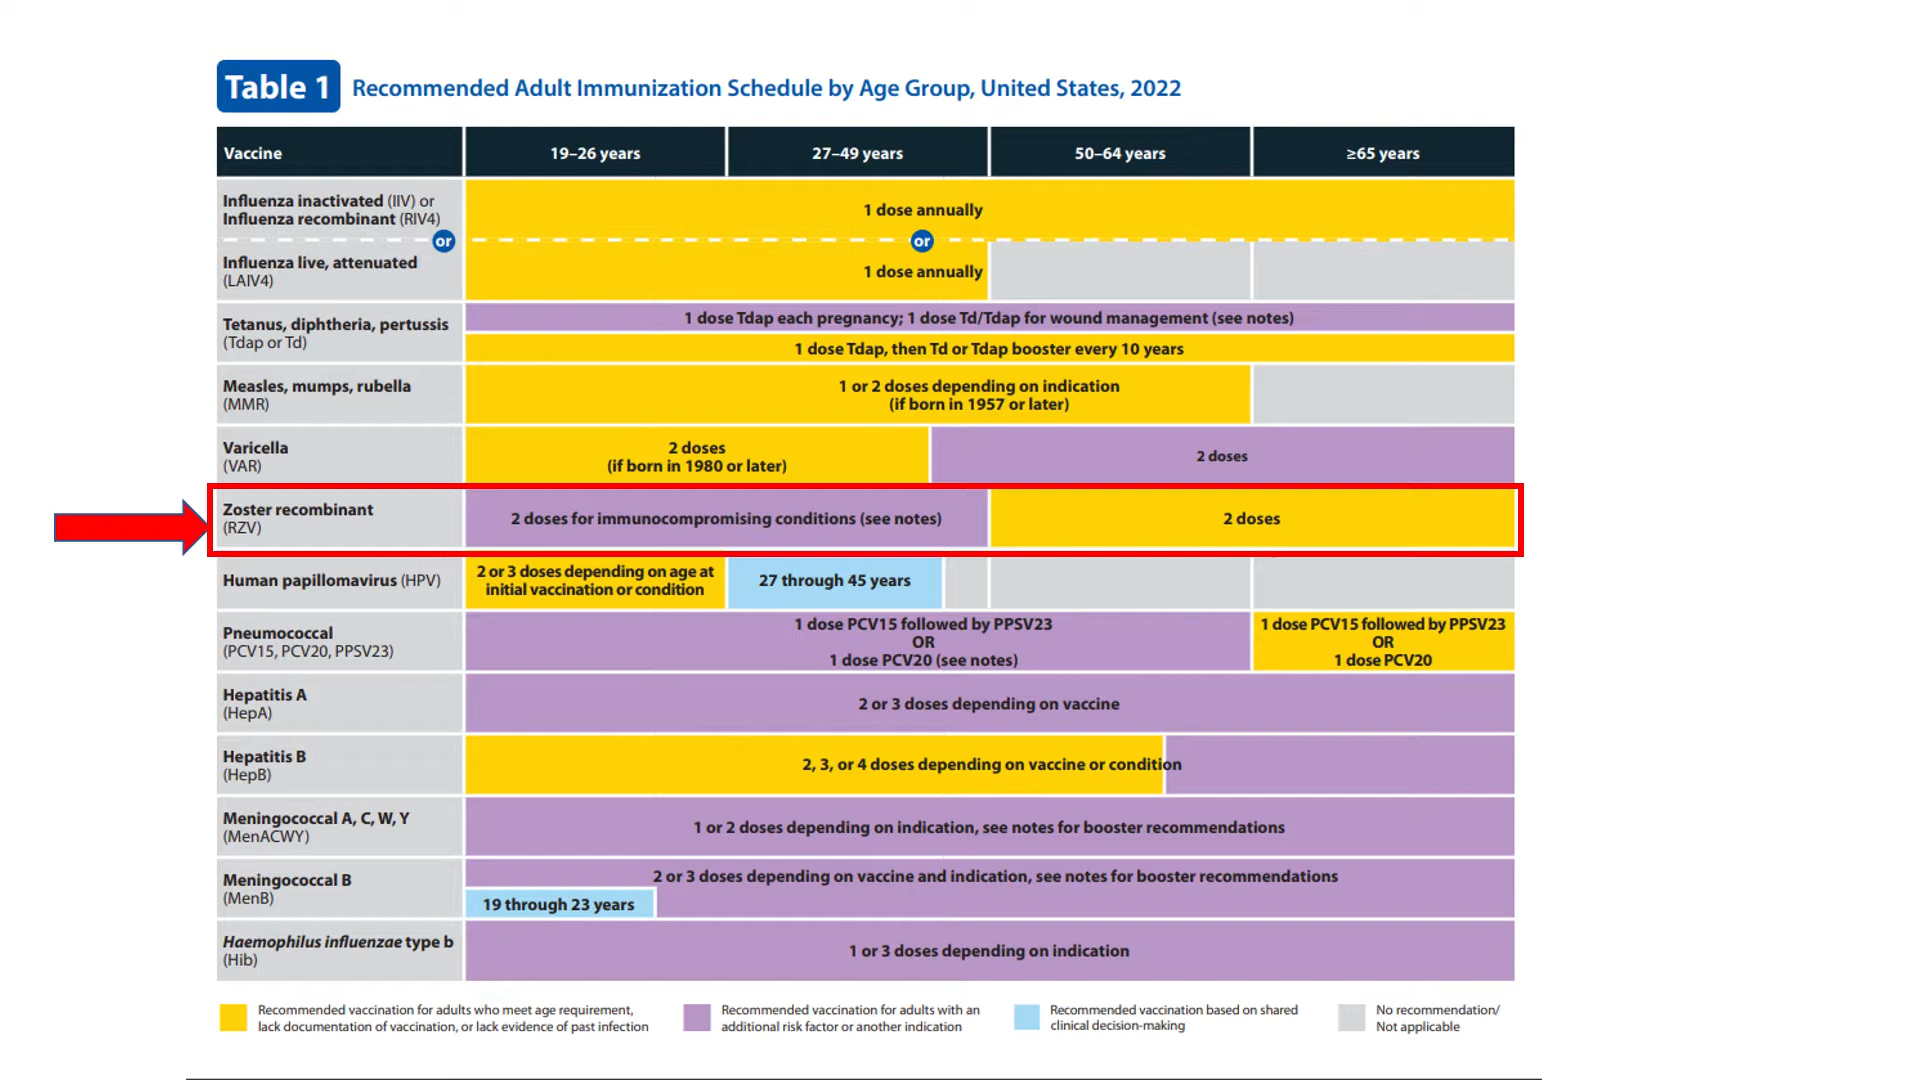 Table 1 Recommended Adult Immunization Schedule by Age Group, United States, 2022
Vaccine 19–26 years 27–49 years 50–64 years ≥65 years
Influenza inactivated (IIV) or
Influenza recombinant (RIV4)
1 dose annually
or or
Influenza live, attenuated
(LAIV4)
1 dose annually
Tetanus, diphtheria, pertussis
(Tdap or Td)
1 dose Tdap each pregnancy; 1 dose Td/Tdap for wound management (see notes)
1 dose Tdap, then Td or Tdap booster every 10 years
Measles, mumps, rubella
(MMR)
1 or 2 doses depending on indication
(if born in 1957 or later)
Varicella
(VAR)
2 doses
(if born in 1980 or later)
2 doses
Zoster recombinant
(RZV)
2 doses for immunocompromising conditions (see notes)
2 doses
Human papillomavirus (HPV)
2 or 3 doses depending on age at
initial vaccination or condition
27 through 45 years
Pneumococcal
(PCV15, PCV20, PPSV23)
1 dose PCV15 followed by PPSV23
OR
1 dose PCV20 (see notes)
1 dose PCV15 followed by PPSV23
OR
1 dose PCV20
Hepatitis A
(HepA)
2 or 3 doses depending on vaccine
Hepatitis B
(HepB)
2, 3, or 4 doses depending on vaccine or condition
Meningococcal A, C, W, Y
(MenACWY)
1 or 2 doses depending on indication, see notes for booster recommendations
Meningococcal B
(MenB)
2 or 3 doses depending on vaccine and indication, see notes for booster recommendations
19 through 23 years
Haemophilus influenzae type b
(Hib)
1 or 3 doses depending on indication
Recommended vaccination for adults who meet age requirement,
lack documentation of vaccination, or lack evidence of past infection
Recommended vaccination for adults with an
additional risk factor or another indication
Recommended vaccination based on shared
clinical decision-making
No recommendation/
Not applicable